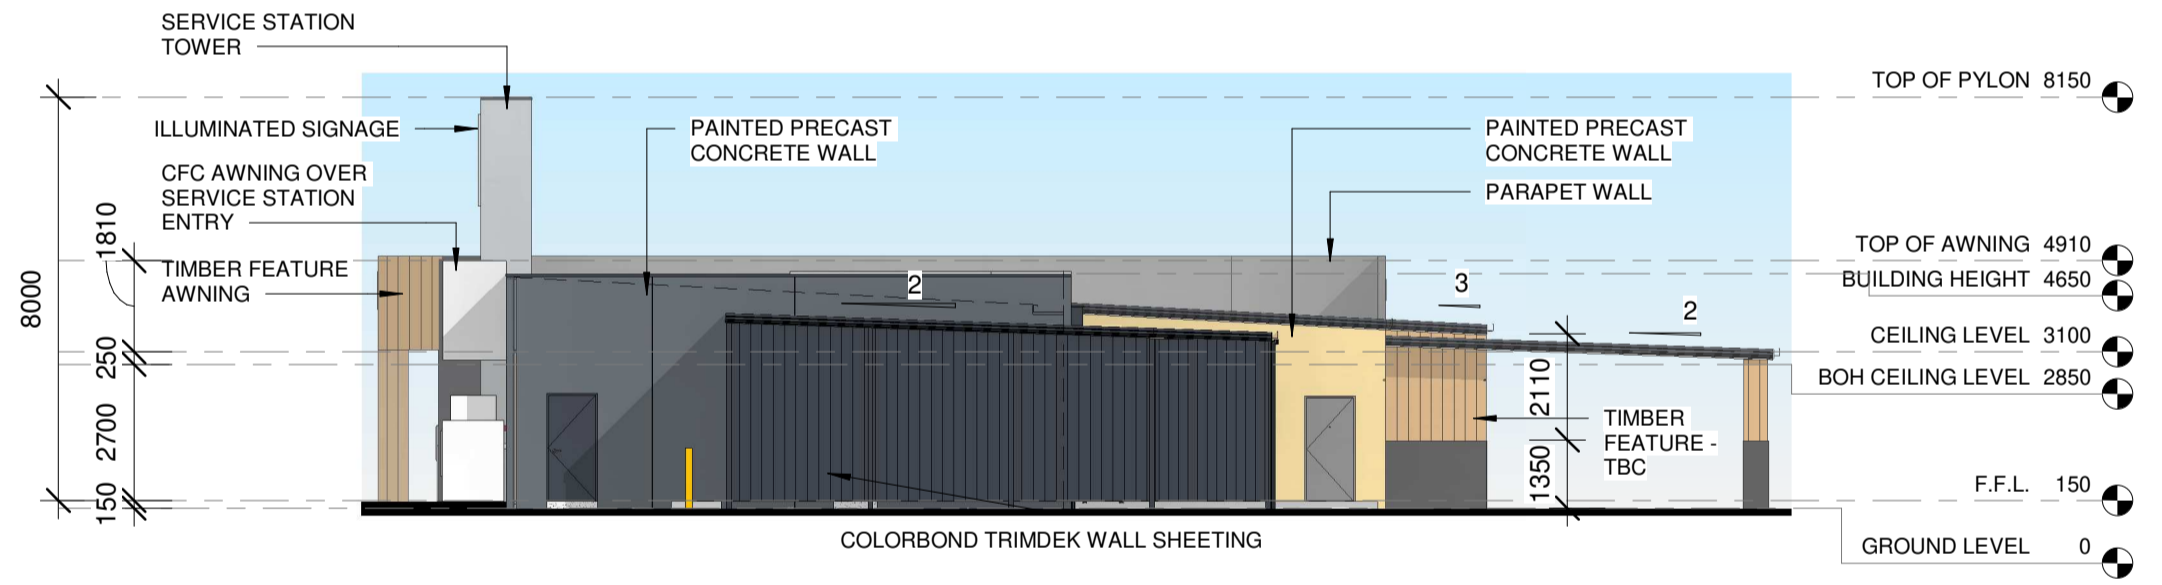 SERVICE STATION
TOWER
ILLUMINATED SIGNAGE
CFC AWNING OVER
SERVICE STATION
ENTRY
TIMBER FEATURE
AWNING
8000
1810
250
2700
150
PAINTED PRECAST
CONCRETE WALL
2
COLORBOND TRIMDEK WALL SHEETING
PAINTED PRECAST
CONCRETE WALL
PARAPET WALL
3
2
2110
1350
TIMBER
FEATURE -
TBC
TOP OF PYLON 8150
TOP OF AWNING 4910
BUILDING HEIGHT 4650
CEILING LEVEL 3100
BOH CEILING LEVEL 2850
F.F.L. 150
GROUND LEVEL 0